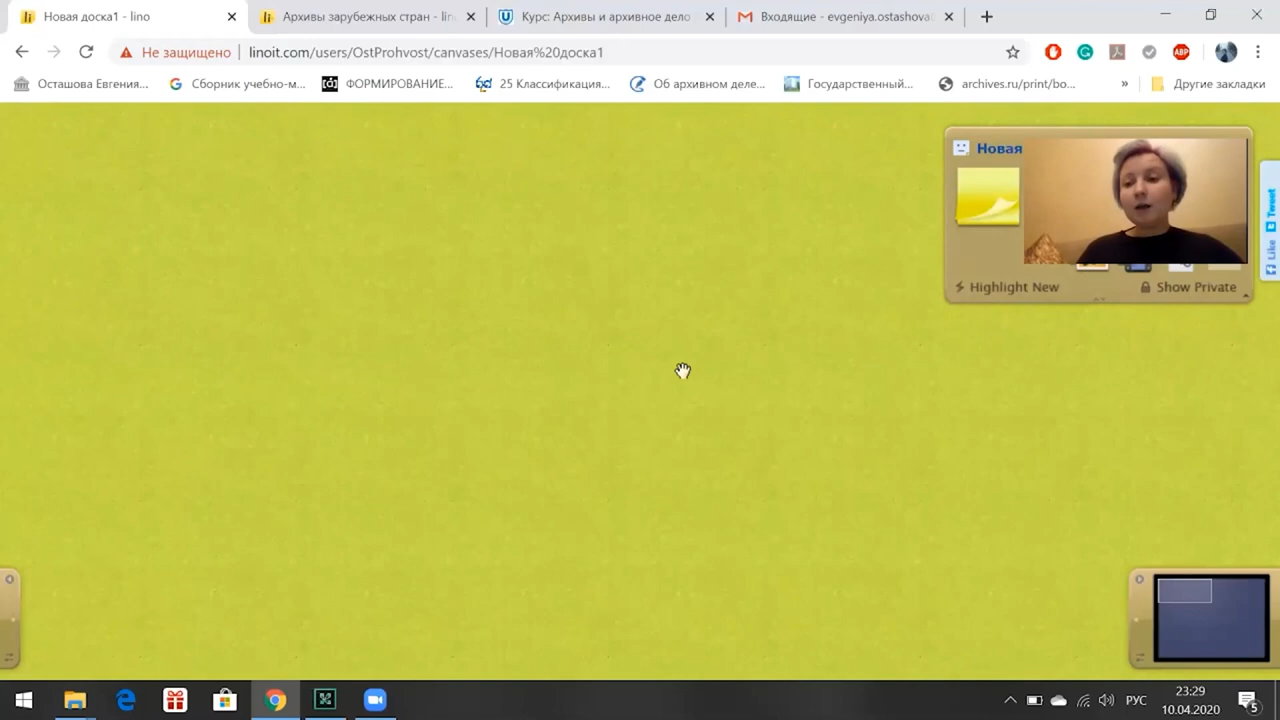 Новая доска1 - lino
Архивы зарубежных стран - lin
Курс: Архивы и архивное дело
Входящие - evgeniya.ostashova
Не защищено
linoit.com/users/OstProhvost/canvases/Новая%20доска1
ABP
Осташова Евгения...
Сборник учебно-м...
ФОРМИРОВАНИЕ...
25 Классификация...
Об архивном деле...
Государственный...
archives.ru/print/bo...
»
Другие закладки
Новая
Tweet
Like
Highlight New
Show Private
РУС
23:29
10.04.2020
5